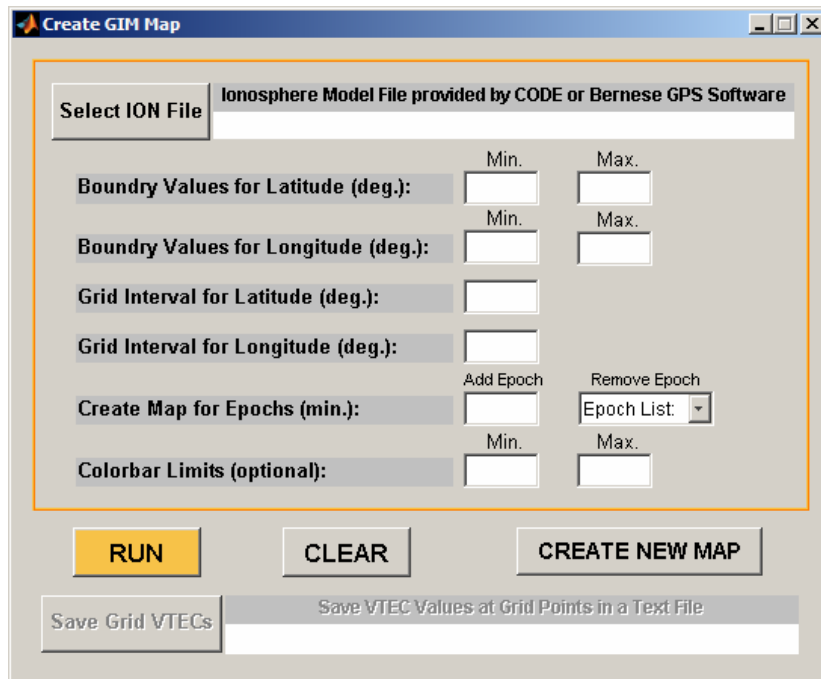 Create GIM Map
Select ION File
Ionosphere Model File provided by CODE or Bernese GPS Software
Min. Max.
Boundry Values for Latitude (deg.):
Min. Max.
Boundry Values for Longitude (deg.):
Grid Interval for Latitude (deg.):
Grid Interval for Longitude (deg.):
Add Epoch Remove Epoch
Create Map for Epochs (min.): Epoch List:
Min. Max.
Colorbar Limits (optional):
RUN CLEAR CREATE NEW MAP
Save Grid VTECs
Save VTEC Values at Grid Points in a Text File